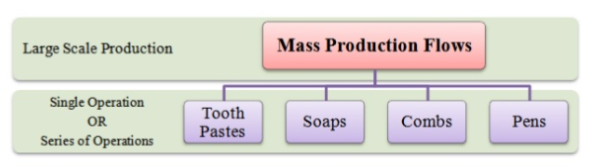 Large Scale Production
Mass Production Flows
Single Operation
OR
Series of Operations
Tooth
Pastes
Soaps
Combs
Pens